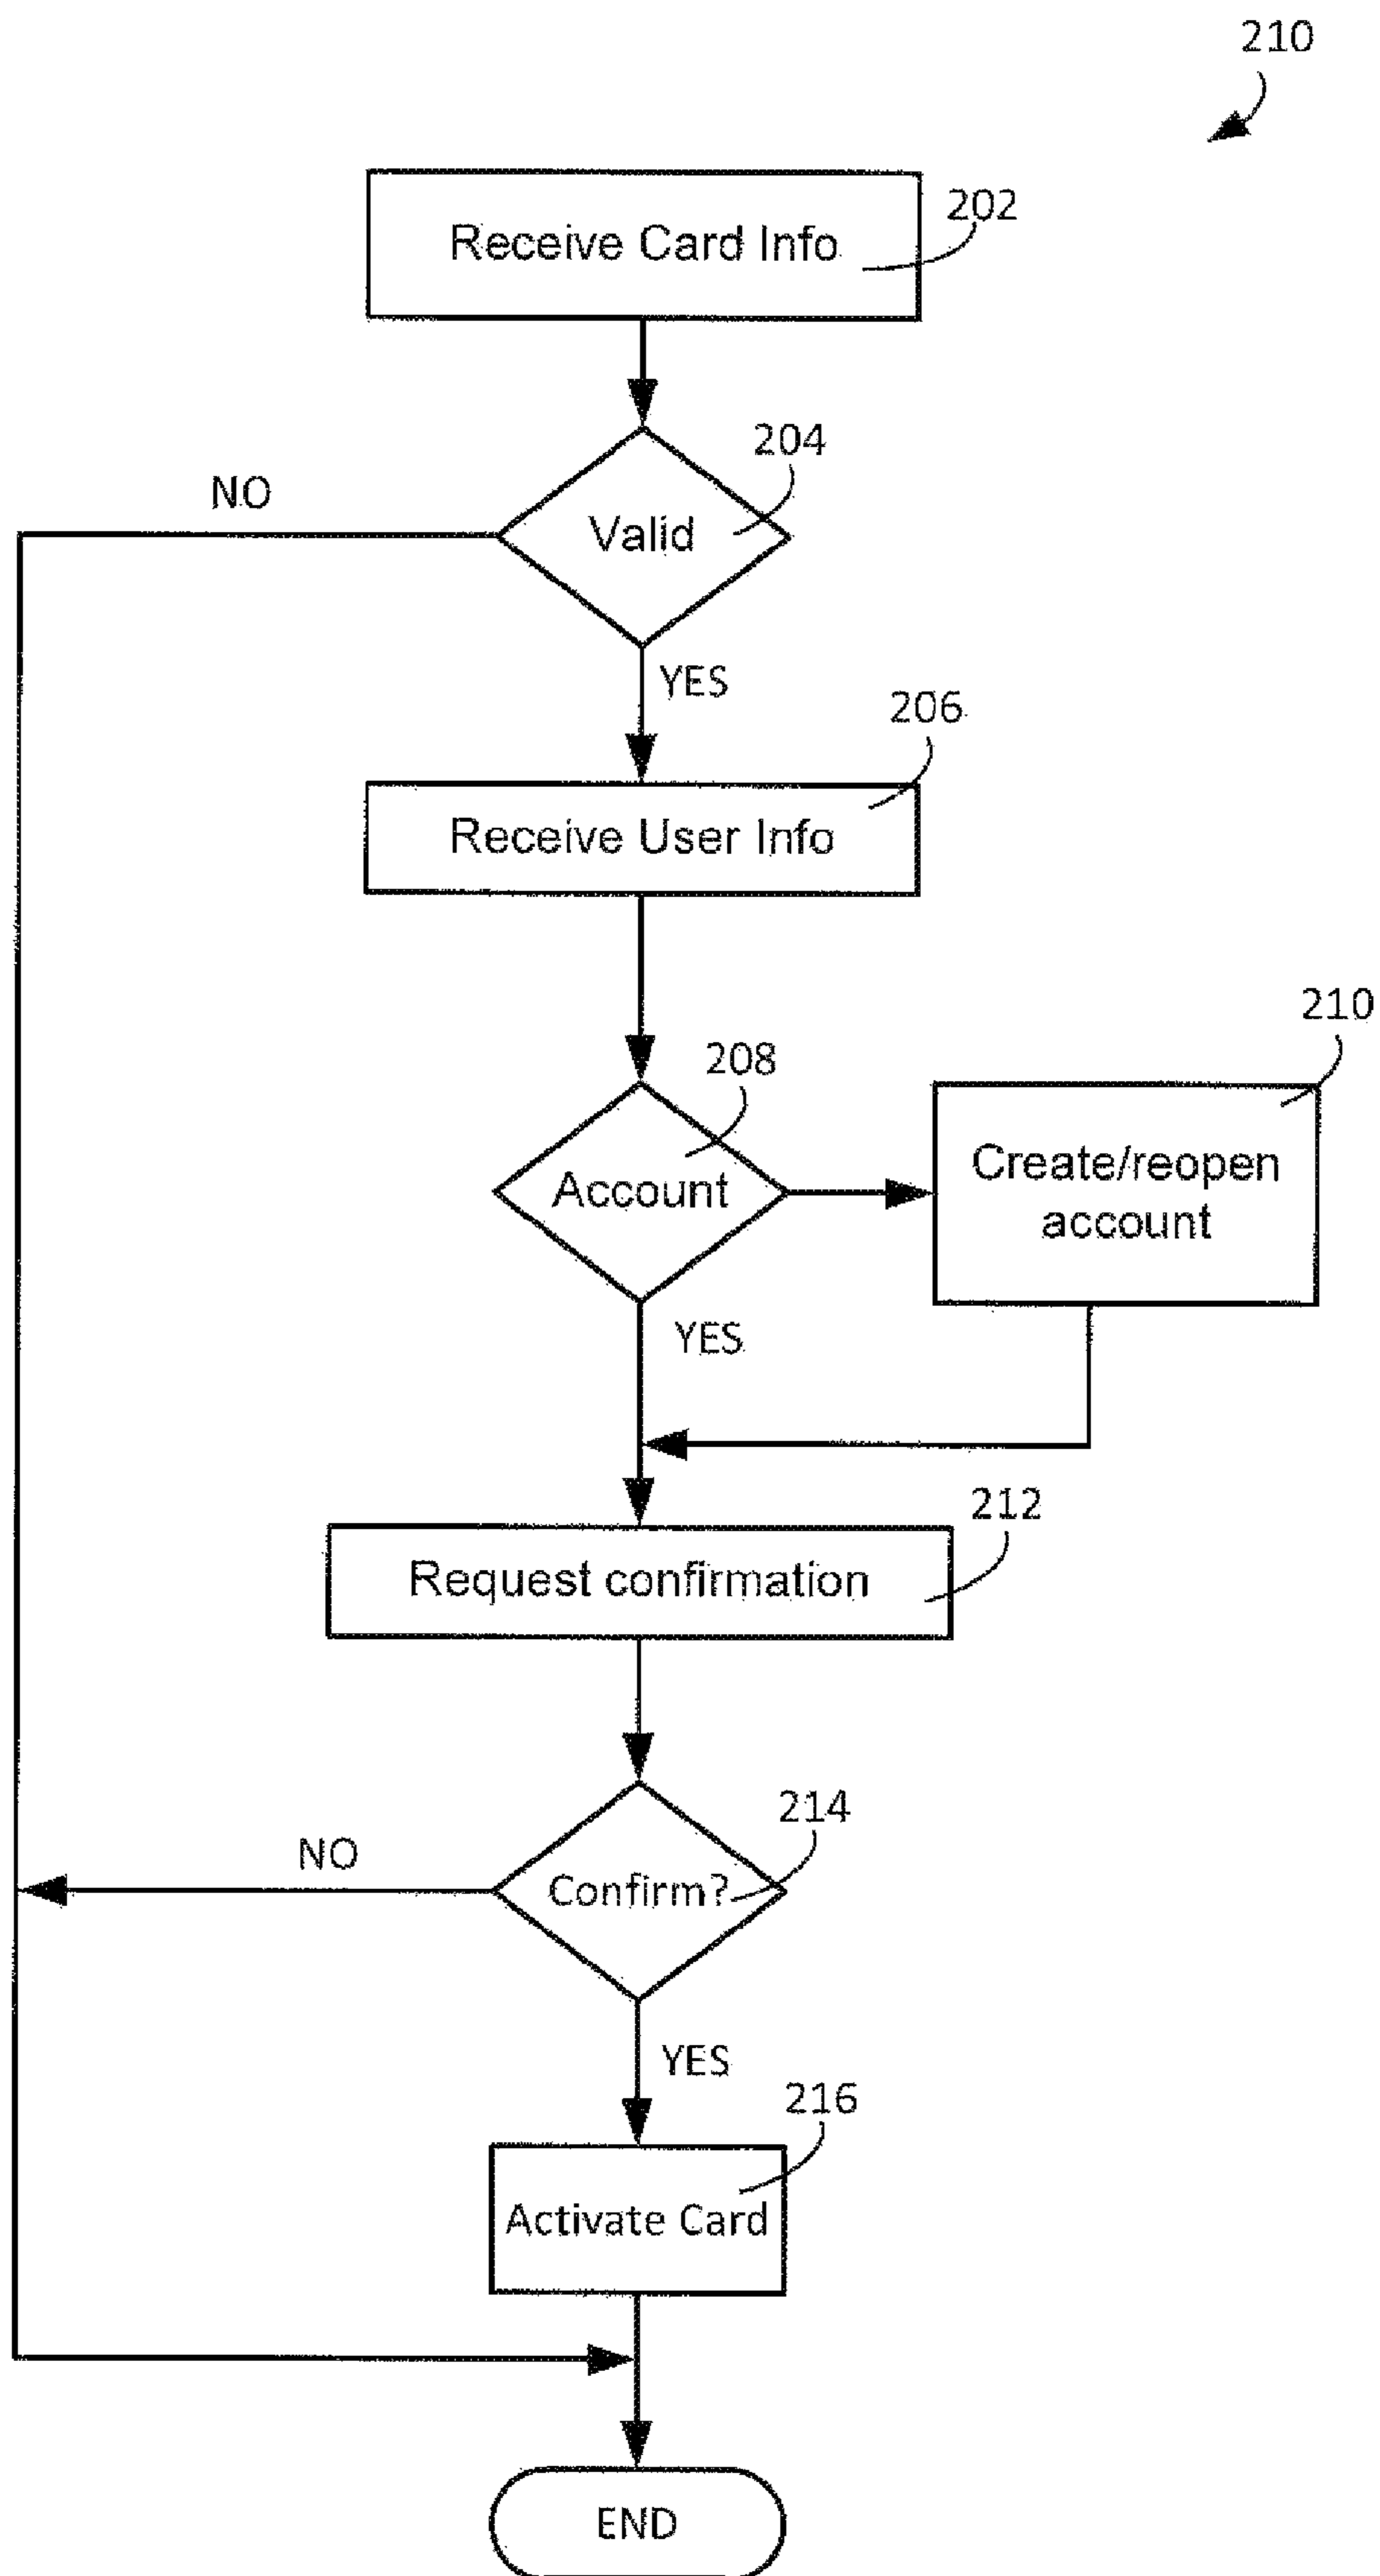 210
Receive Card Info
202
204
NO
Valid
YES
206
Receive User Info
210
208
Create/reopen
account
Account
YES
212
Request confirmation
214
NO
Confirm?
YES
216
Activate Card
END